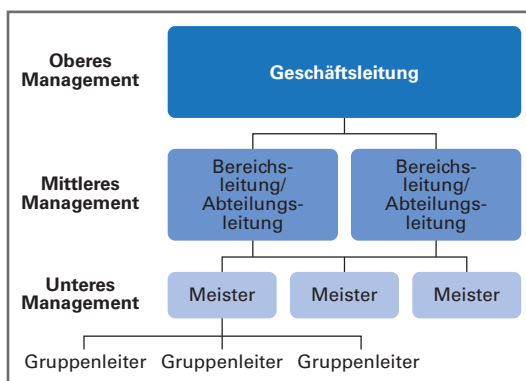 Oberes
Management
Geschäftsleitung
Mittleres
Management
Bereichs-
leitung/
Abteilungs-
leitung
Bereichs-
leitung/
Abteilungs-
leitung
Unteres
Management
Meister
Meister
Meister
Gruppenleiter
Gruppenleiter
Gruppenleiter